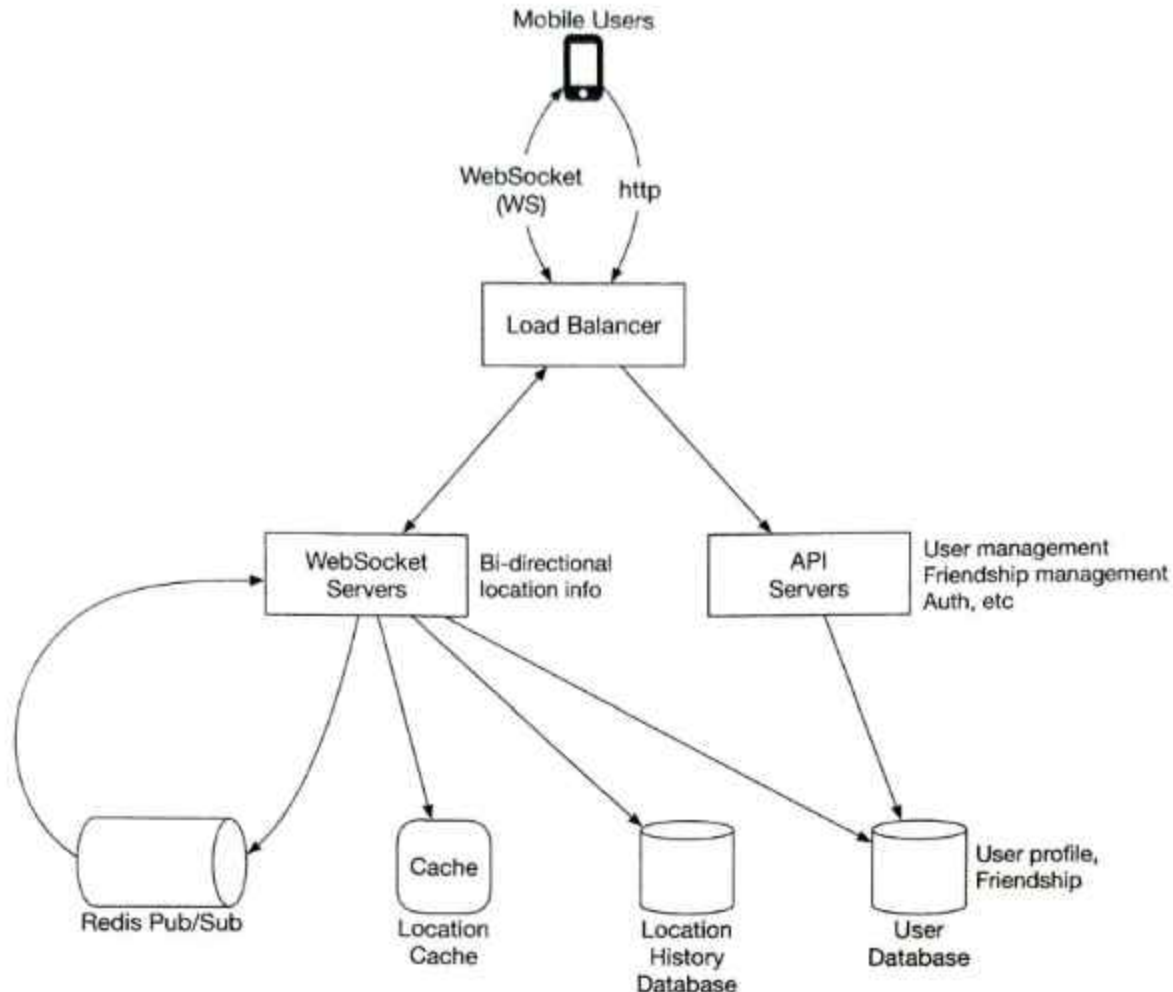 Mobile Users
WebSocket
(WS)
http
Load Balancer
WebSocket
Servers
Bi-directional
location info
API
Servers
User management
Friendship management
Auth, etc
Redis Pub/Sub
Cache
Location
Cache
Location
History
Database
User
Database
User profile,
Friendship